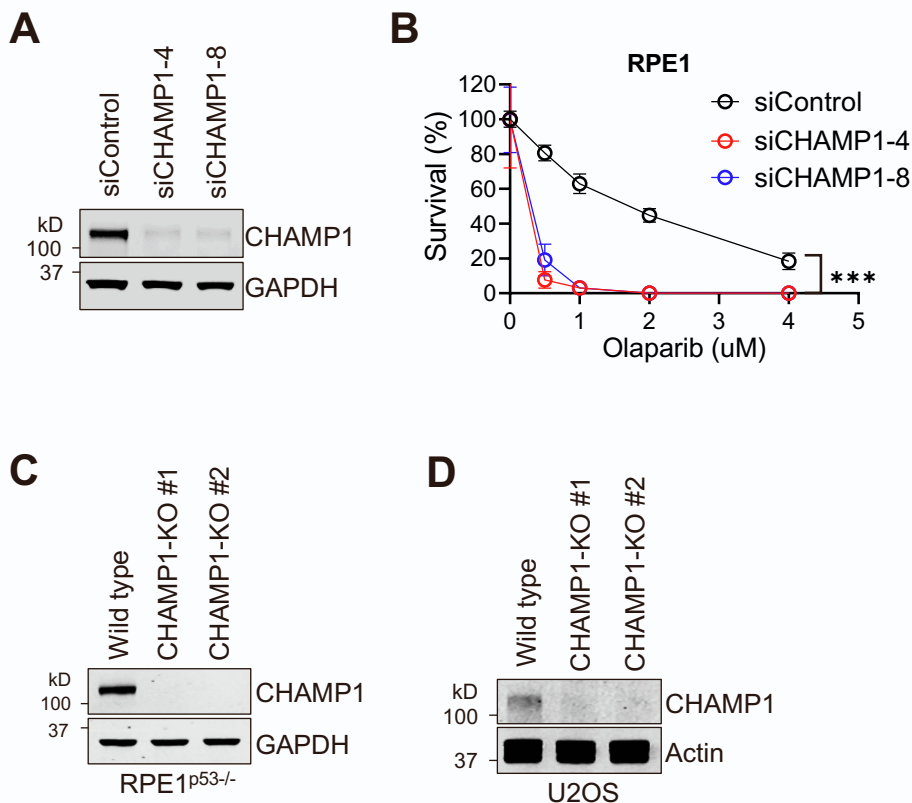 A
siControl
siCHAMP1-4
siCHAMP1-8
kD
100
CHAMP1
37
GAPDH
B
RPE1
120
100
80
60
40
20
0
Survival (%)
0 1 2 3 4 5
Olaparib (uM)
siControl
siCHAMP1-4
siCHAMP1-8
***
C
Wild type
CHAMP1-KO #1
CHAMP1-KO #2
kD
100
CHAMP1
37
GAPDH
RPE1p53-/-
D
Wild type
CHAMP1-KO #1
CHAMP1-KO #2
kD
100
CHAMP1
37
Actin
U2OS